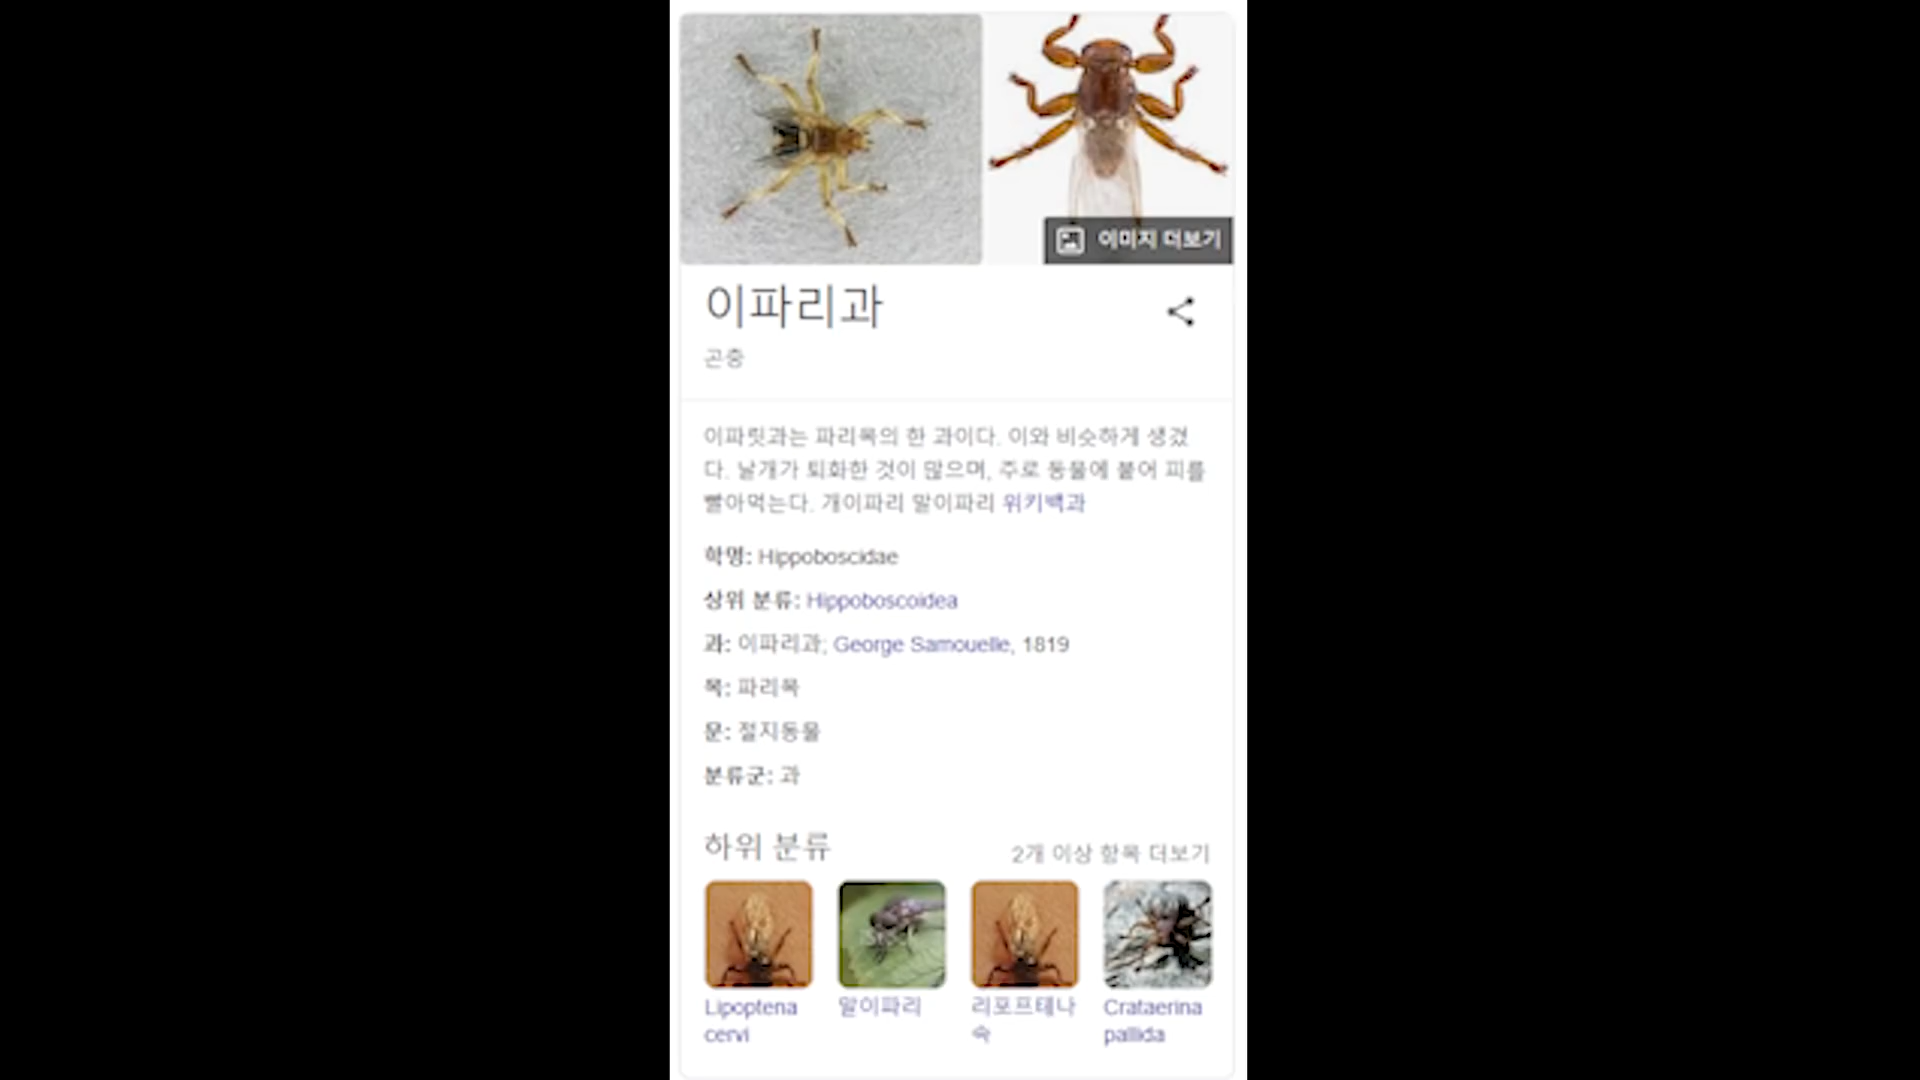 이미지 더보기
이파리과
곤충
이파릿과는 파리목의 한 과이다. 이와 비슷하게 생겼
다. 날개가 퇴화한 것이 많으며, 주로 동물에 붙어 피를
빨아먹는다. 개이파리 말이파리 위키백과
학명: Hippoboscidae
상위 분류: Hippoboscoidea
과: 이파리과; George Samouelle, 1819
목: 파리목
문: 절지동물
분류군: 과
하위 분류
2개 이상 항목 더보기
Lipoptena
cervi
말이파리
리포프테나
속
Crataerina
pallida